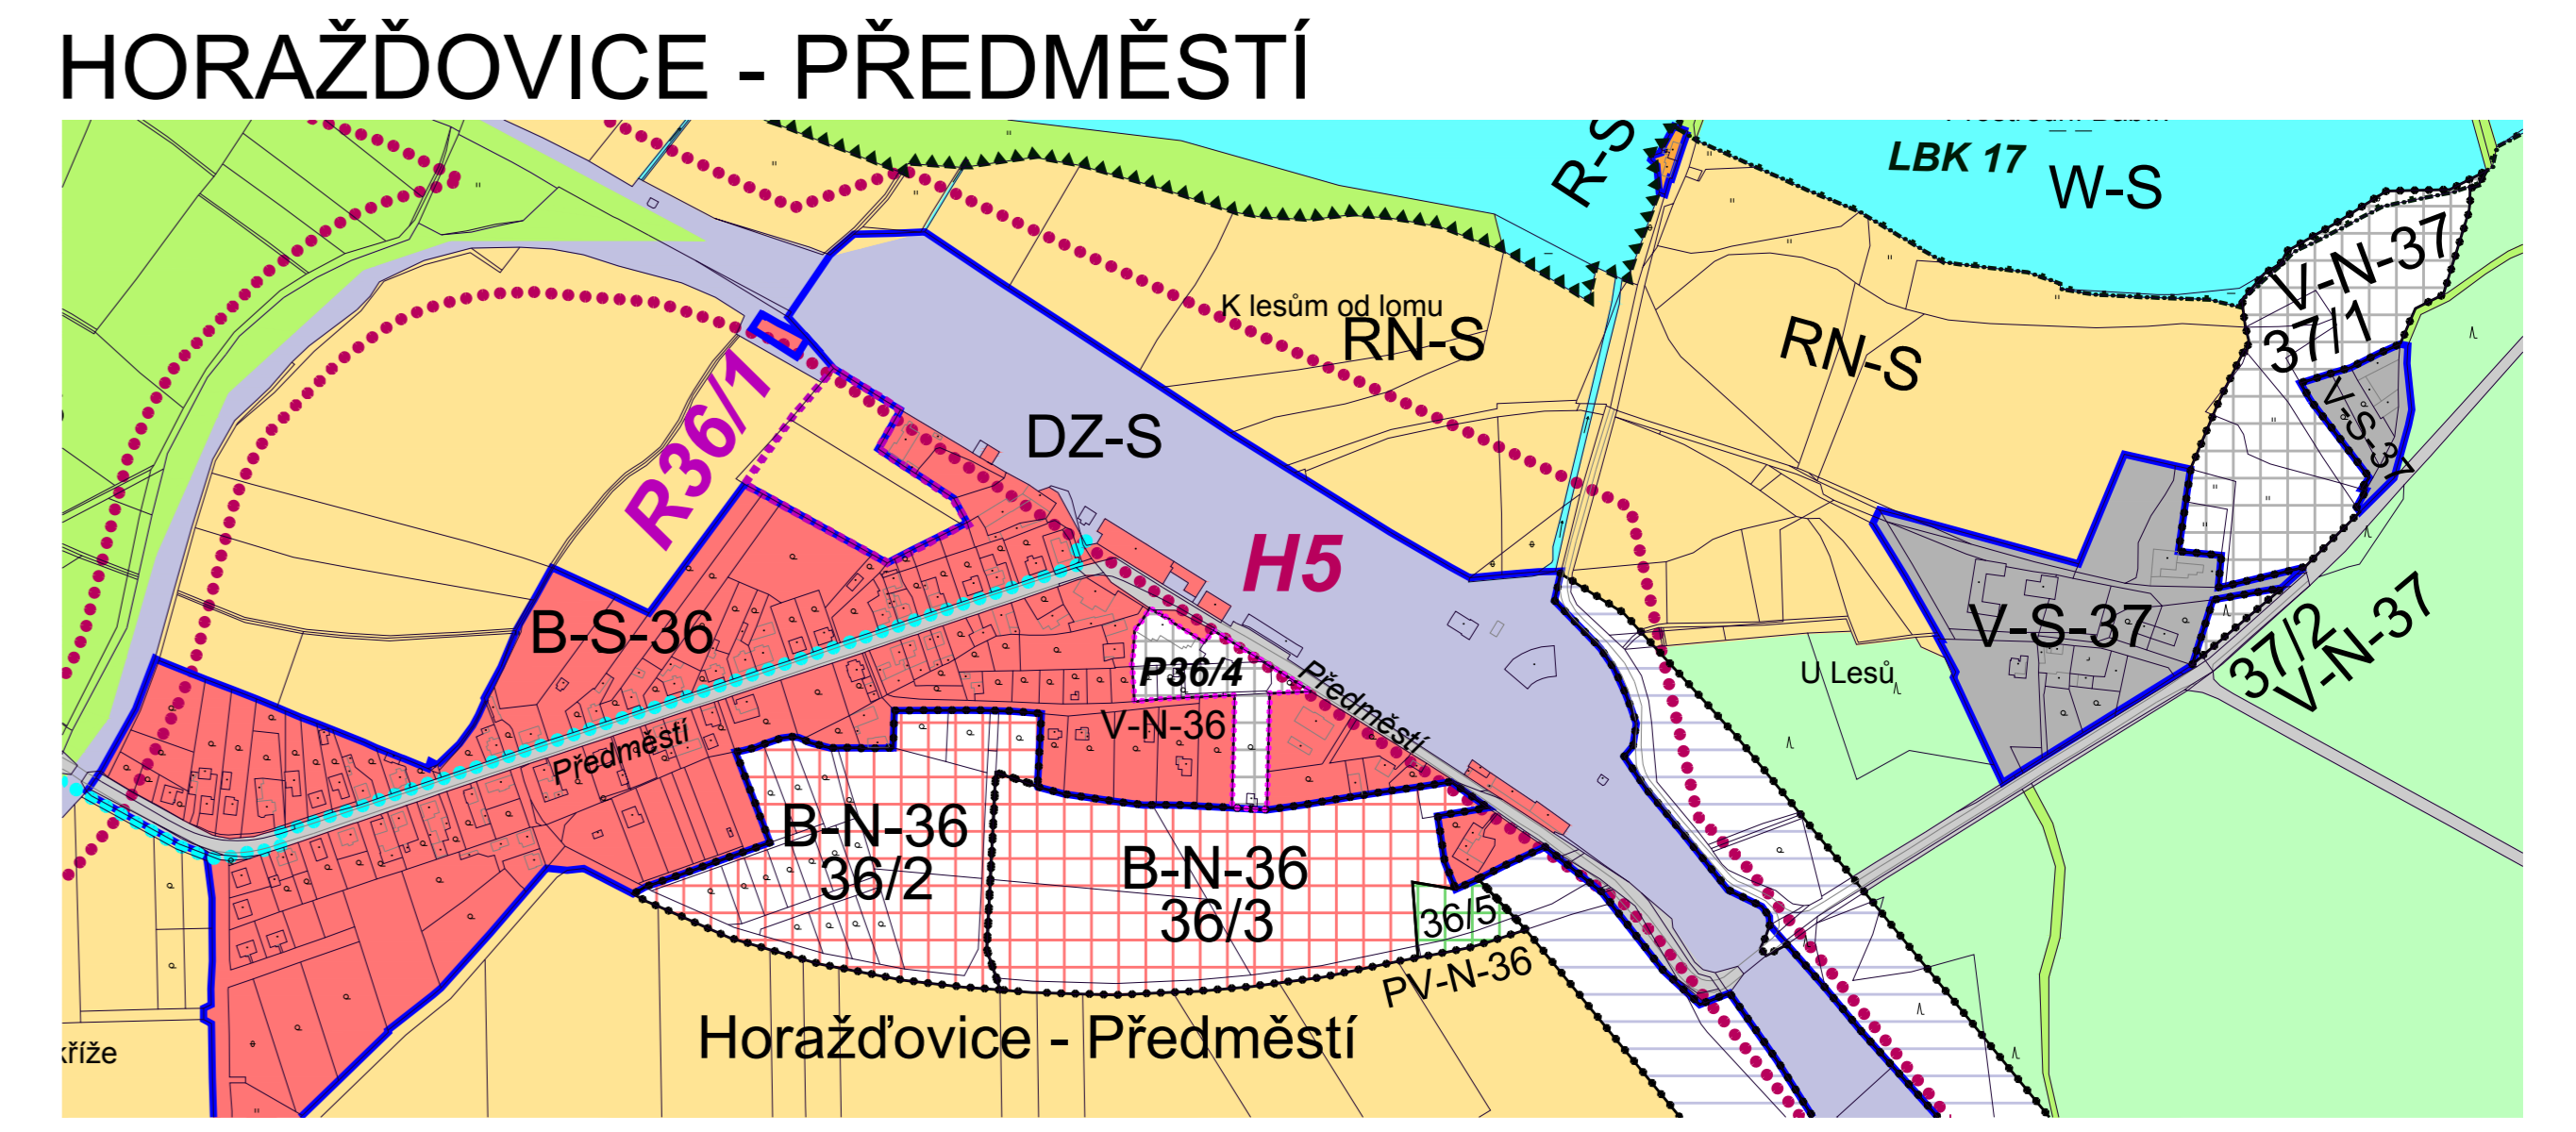 HORAŽĎOVICE - PŘEDMĚSTÍ
R-S
LBK 17
W-S
V-N-37
37/1
K lesům od lomu
RN-S
RN-S
R36/1
DZ-S
V-S-37
H5
B-S-36
V-S-37
37/2
V-N-37
P36/4
Předměstí
U Lesů
V-N-36
Předměstí
B-N-36
36/2
B-N-36
36/3
36/5
PV-N-36
Horažďovice - Předměstí
kříže